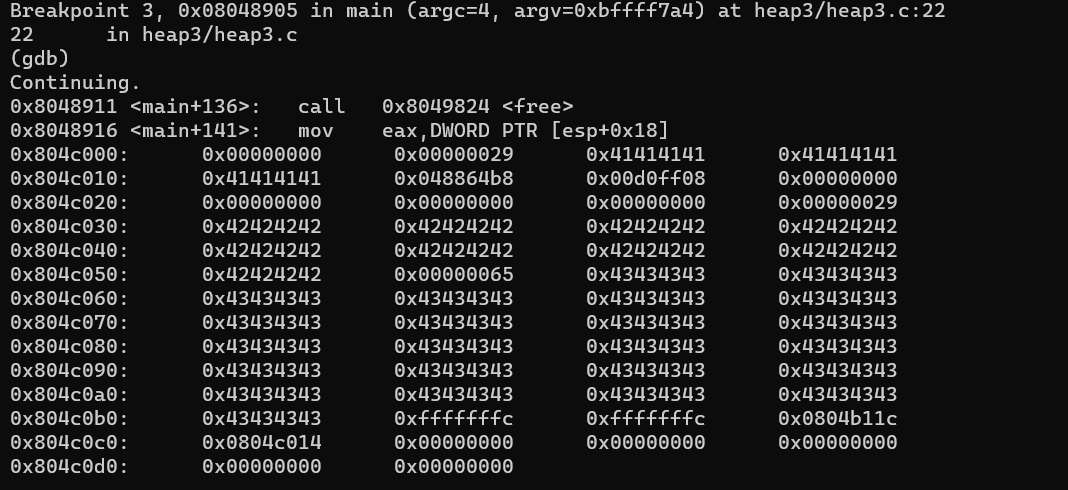 Breakpoint 3, 0x08048905 in main (argc=4, argv=0xbffff7a4) at heap3/heap3.c:22
22      in heap3/heap3.c
(gdb)
Continuing.
0x8048911 <main+136>:   call   0x8049824 <free>
0x8048916 <main+141>:   mov    eax,DWORD PTR [esp+0x18]
0x804c000:      0x00000000      0x00000029      0x41414141      0x41414141
0x804c010:      0x41414141      0x048864b8      0x00d0ff08      0x00000000
0x804c020:      0x00000000      0x00000000      0x00000000      0x00000029
0x804c030:      0x42424242      0x42424242      0x42424242      0x42424242
0x804c040:      0x42424242      0x42424242      0x42424242      0x42424242
0x804c050:      0x42424242      0x00000065      0x43434343      0x43434343
0x804c060:      0x43434343      0x43434343      0x43434343      0x43434343
0x804c070:      0x43434343      0x43434343      0x43434343      0x43434343
0x804c080:      0x43434343      0x43434343      0x43434343      0x43434343
0x804c090:      0x43434343      0x43434343      0x43434343      0x43434343
0x804c0a0:      0x43434343      0x43434343      0x43434343      0x43434343
0x804c0b0:      0x43434343      0xfffffffc      0xfffffffc      0x0804b11c
0x804c0c0:      0x0804c014      0x00000000      0x00000000      0x00000000
0x804c0d0:      0x00000000      0x00000000